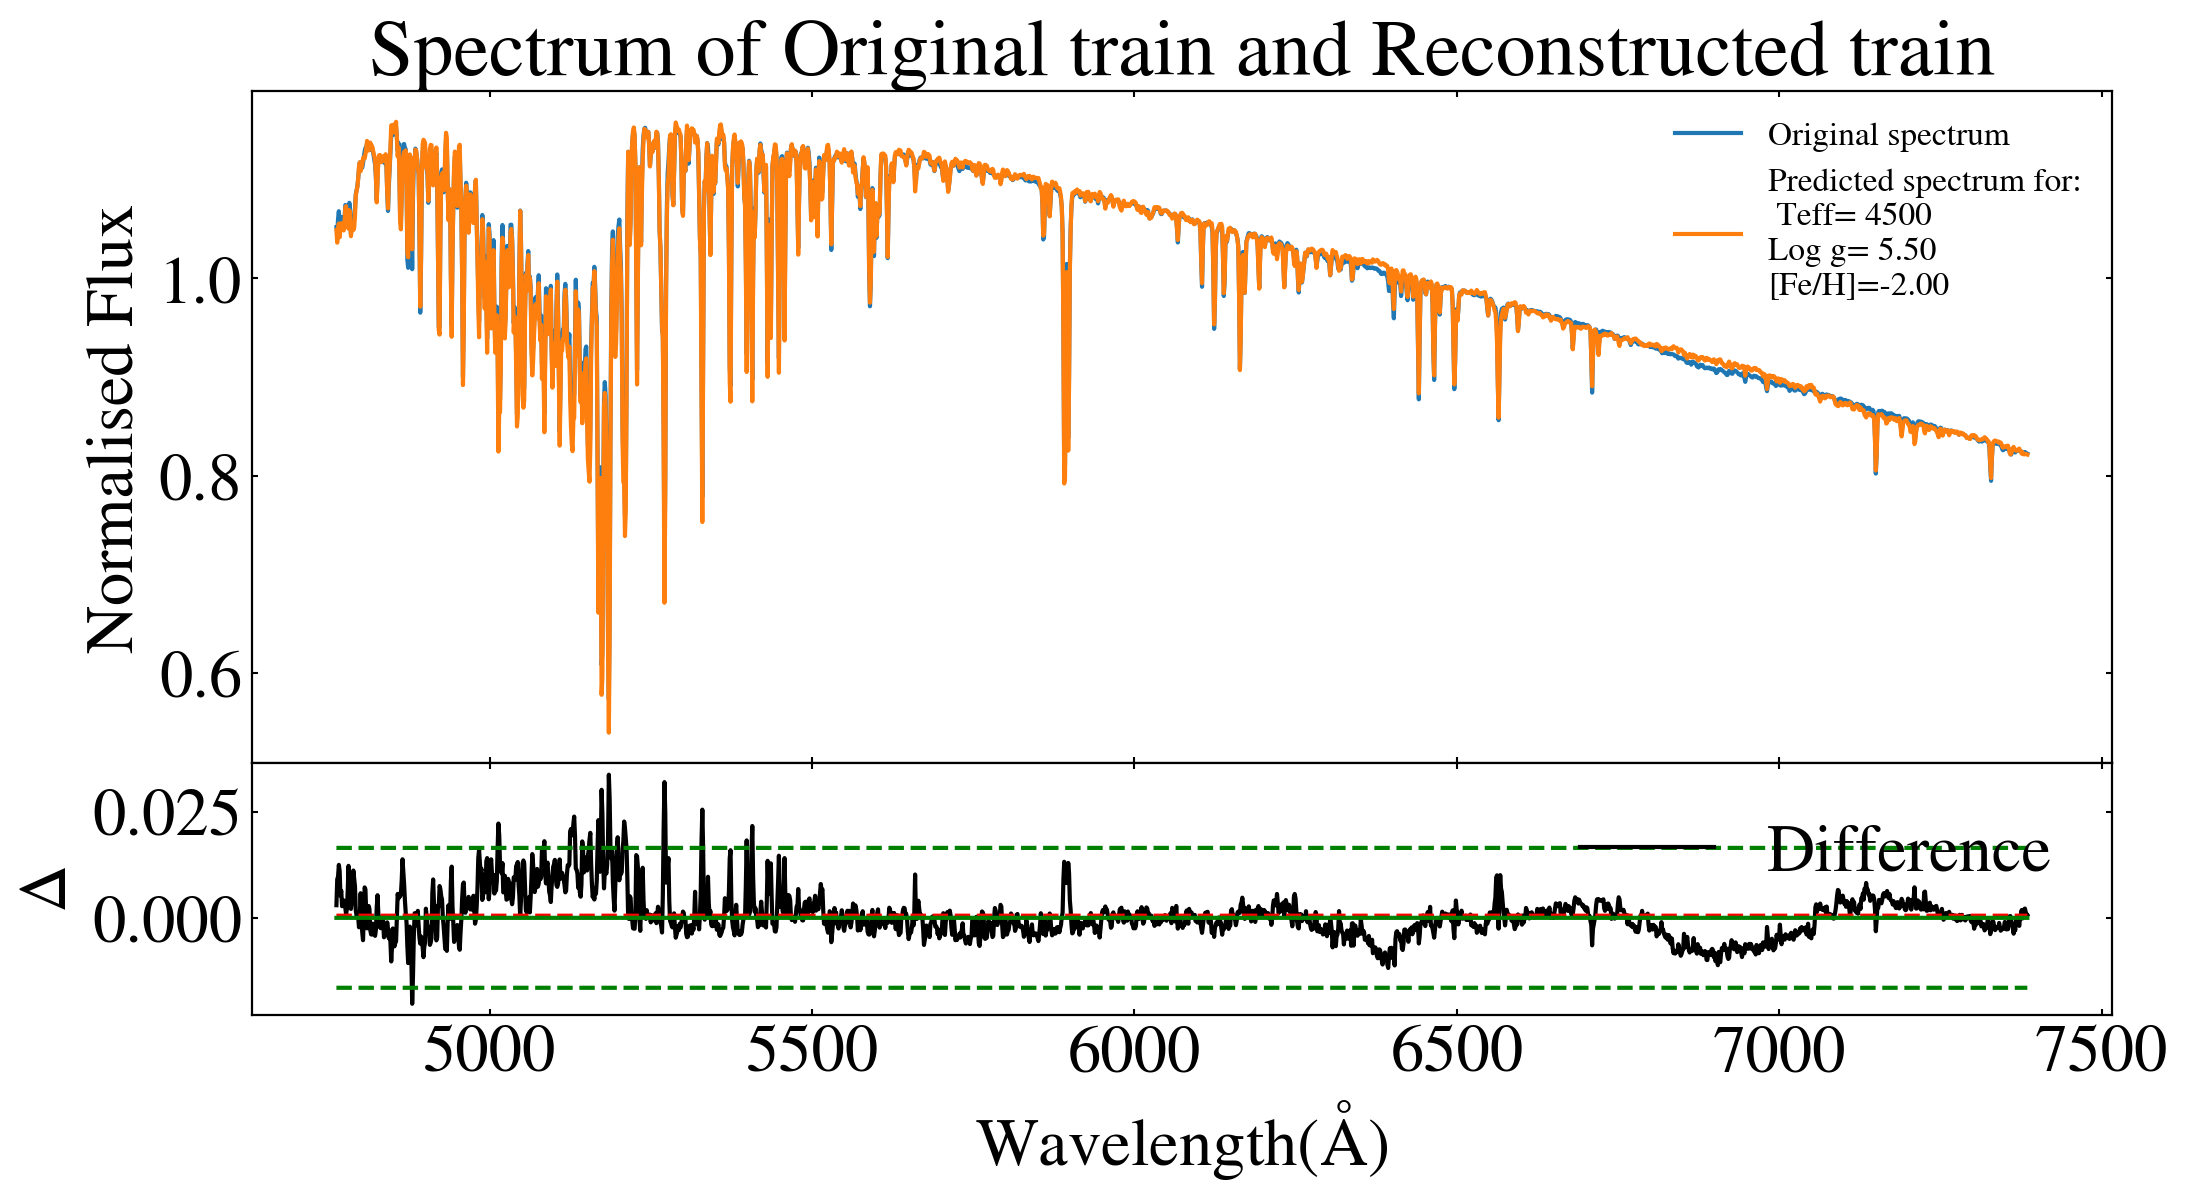 Spectrum of Original train and Reconstructed train
Normalised Flux
1.0
0.8
0.6
Original spectrum
Predicted spectrum for:
Teff= 4500
Log g= 5.50
[Fe/H]=-2.00
Δ
0.025
0.000
Difference
5000 5500 6000 6500 7000 7500
Wavelength(Å)